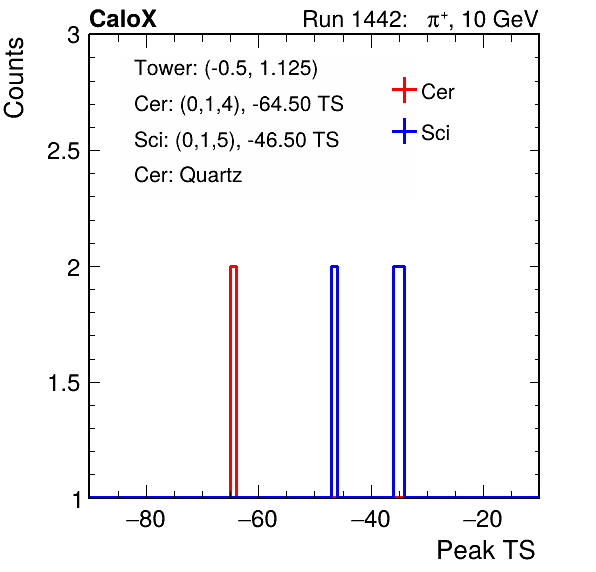 CaloX Run 1442: π⁺, 10 GeV
Counts
3
Tower: (-0.5, 1.125)
Cer: (0,1,4), -64.50 TS
Sci: (0,1,5), -46.50 TS
Cer: Quartz
Cer
Sci
2.5
2
1.5
1
−80 −60 −40 −20
Peak TS